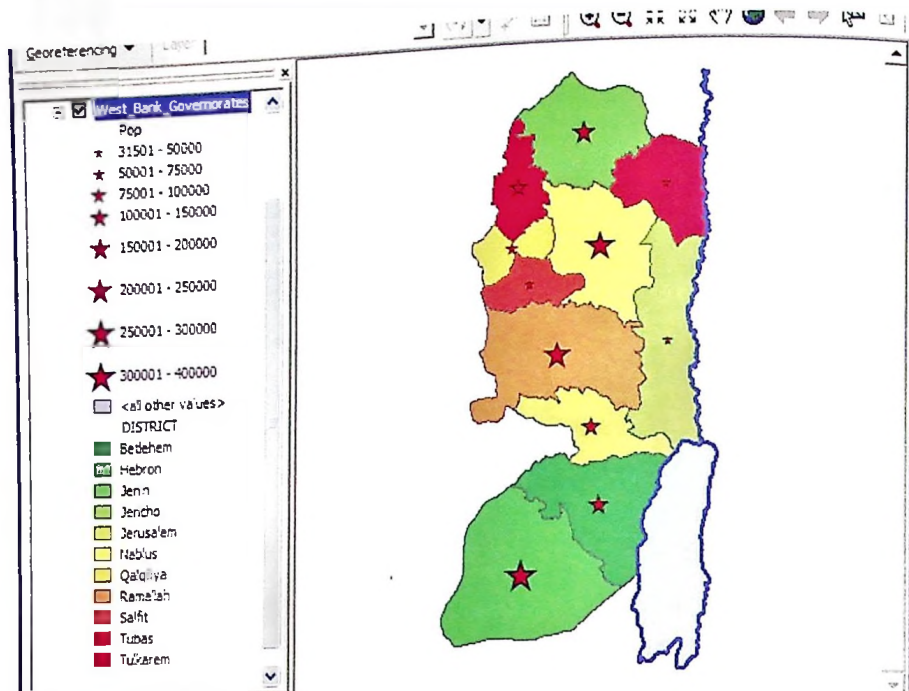 Georeferencing
Layer
West_Bank_Governorates
Pop
31501 - 50000
50001 - 75000
75001 - 100000
100001 - 150000
150001 - 200000
200001 - 250000
250001 - 300000
300001 - 400000
<all other values>
DISTRICT
Betlehem
Hebron
Jenin
Jericho
Jerusalem
Nablus
Qalqiliya
Ramallah
Salfit
Tubas
Tulkarem